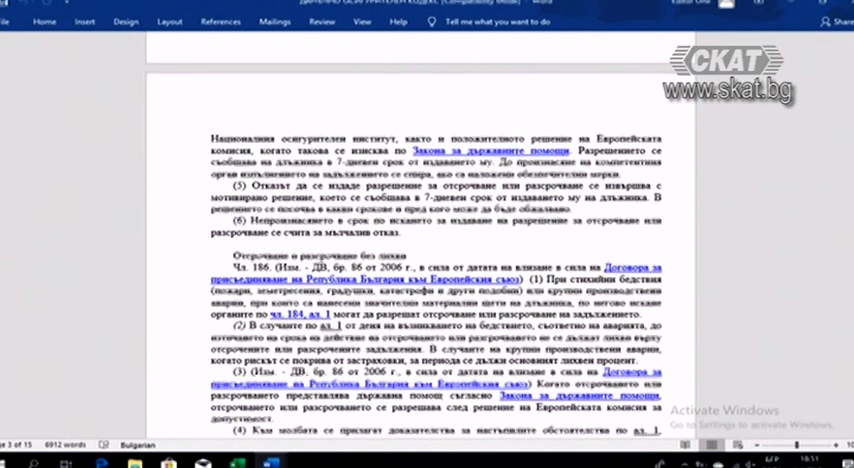 File Home Insert Design Layout References Mailings Review View Help Tell me what you want to do Share
СКАТ
www.skat.bg
Националния осигурителен институт, както и положителното решение на Европейската
комисия, когато такова се изисква по Закона за държавните помощи. Разрешението се
съобщава на длъжника в 7-дневен срок от издаването му. До произнасяне на компетентния
орган изпълнението на задължението се спира, ако са наложени обезпечителни мерки.
(5) Отказът да се издаде разрешение за отсрочване или разсрочване се извършва с
мотивирано решение, което се съобщава в 7-дневен срок от издаването му на длъжника. В
решението се посочва в какви срокове и пред кого може да бъде обжалвано.
(6) Непроизнасянето в срок по искането за издаване на разрешение за отсрочване или
разсрочване се счита за мълчалив отказ.
Отсрочване и разсрочване без лихви
Чл. 186. (Изм. - ДВ, бр. 86 от 2006 г., в сила от датата на влизане в сила на Договора за
присъединяване на Република България към Европейския съюз) (1) При стихийни бедствия
(пожари, земетресения, градушки, катастрофи и други подобни) или крупни производствени
аварии, при които са нанесени значителни материални щети на длъжника, по негово искане
органите по чл. 184, ал. 1 могат да разрешат отсрочване или разсрочване на задължението.
(2) В случаите по ал. 1 от деня на възникването на бедствието, съответно на аварията, до
изтичането на срока на действие на отсрочването или разсрочването не се дължат лихви върху
отсрочените или разсрочените задължения. В случаите на крупни производствени аварии,
когато рискът се покрива от застраховки, за периода се дължи основният лихвен процент.
(3) (Изм. - ДВ, бр. 86 от 2006 г., в сила от датата на влизане в сила на Договора за
присъединяване на Република България към Европейския съюз) Когато отсрочването или
разсрочването представлява държавна помощ съгласно Закона за държавните помощи,
отсрочването или разсрочването се разрешава след решение на Европейската комисия за
допустимост.
(4) Към молбата се прилагат доказателства за настъпилите обстоятелства по ал. 1.
Activate Windows
Go to Settings to activate Windows.
3 of 15 6912 words Bulgarian
18:51